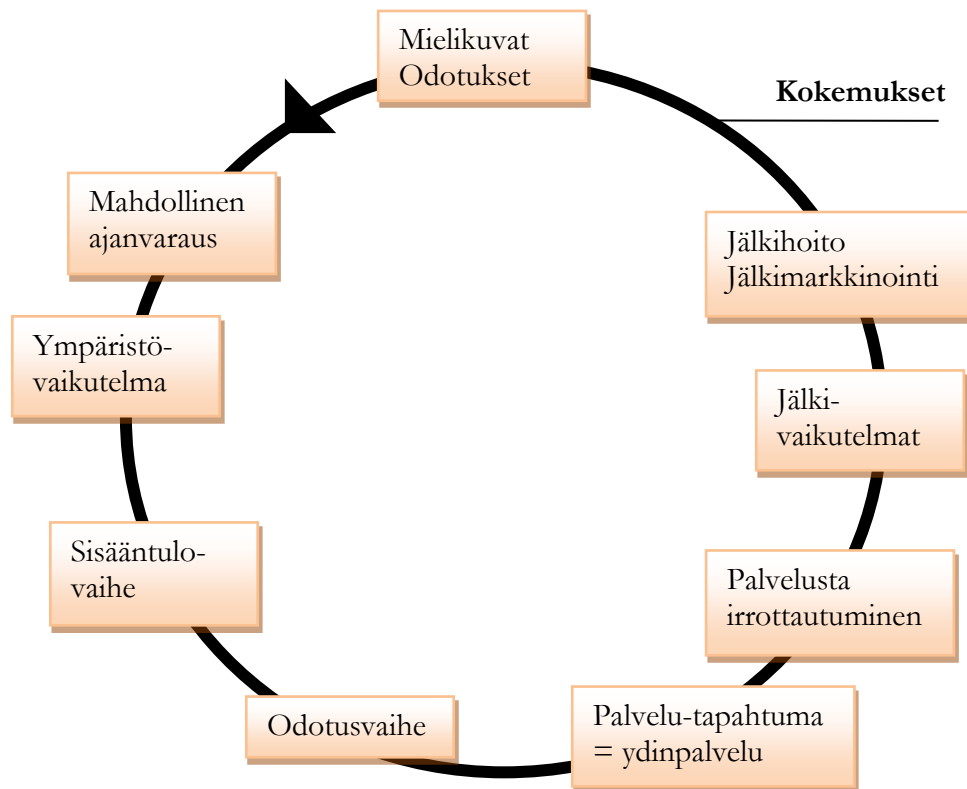 Mielikuvat
Odotukset
Kokemukset
Mahdollinen
ajanvaraus
Jälkihoito
Jälkimarkkinointi
Ympäristö-
vaikutelma
Jälki-
vaikutelmat
Sisääntulo-
vaihe
Palvelusta
irrottautuminen
Odotusvaihe
Palvelu-tapahtuma
= ydinpalvelu